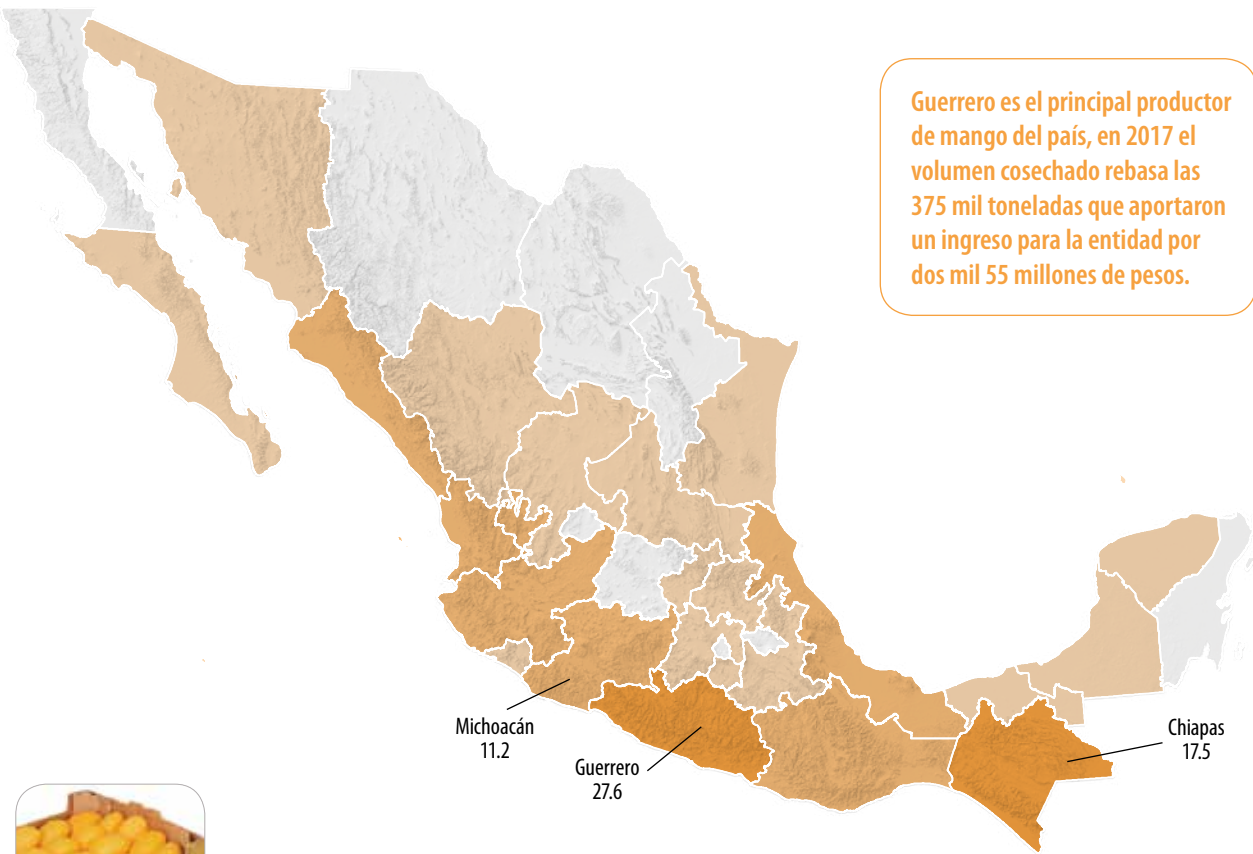 Guerrero es el principal productor
de mango del país, en 2017 el
volumen cosechado rebasa las
375 mil toneladas que aportaron
un ingreso para la entidad por
dos mil 55 millones de pesos.
Michoacán
11.2
Guerrero
27.6
Chiapas
17.5